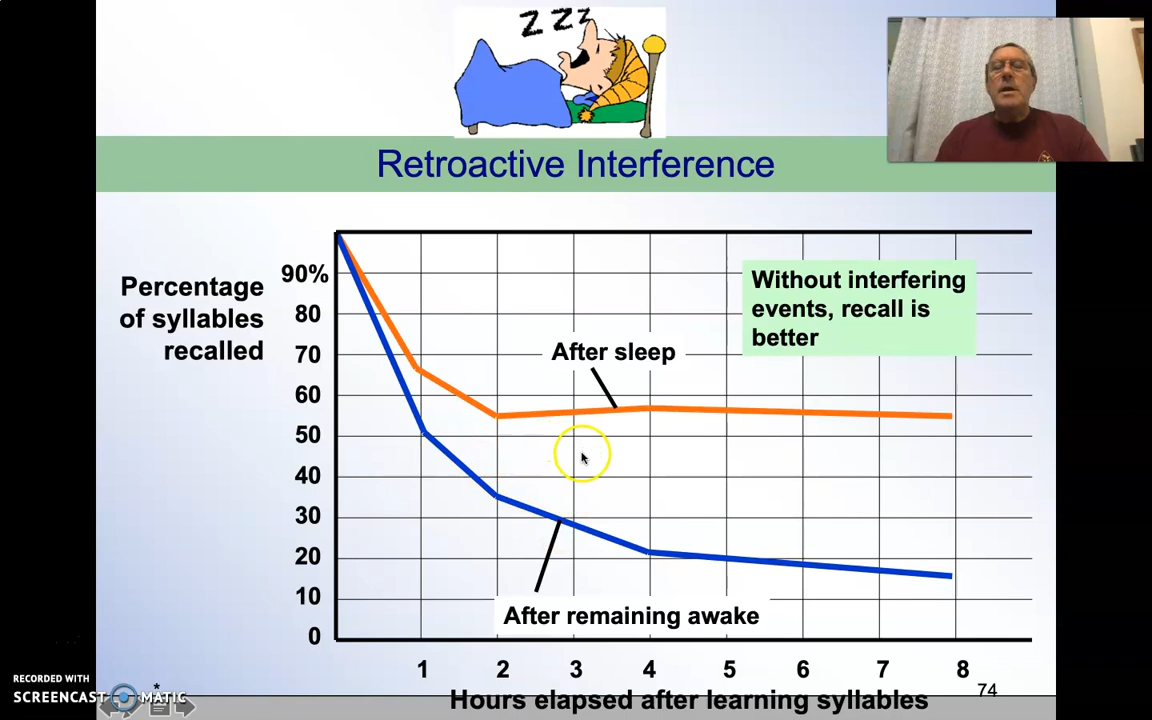 Z Z Z
Retroactive Interference
Percentage
of syllables
recalled
90%
80
70
60
50
40
30
20
10
0
Without interfering
events, recall is
better
After sleep
After remaining awake
1 2 3 4 5 6 7 8
Hours elapsed after learning syllables
74
*
RECORDED WITH
SCREENCAST MATIC